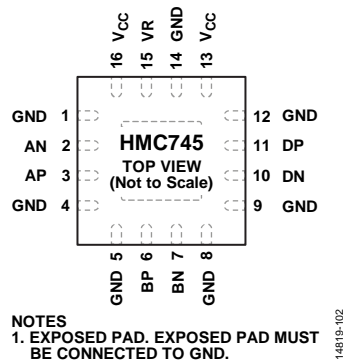 16 VCC
15 VR
14 GND
13 VCC
GND 1
AN 2
AP 3
GND 4
HMC745
TOP VIEW
(Not to Scale)
12 GND
11 DP
10 DN
9 GND
GND 5
BP 6
BN 7
GND 8
NOTES
1. EXPOSED PAD. EXPOSED PAD MUST
BE CONNECTED TO GND.
14819-102